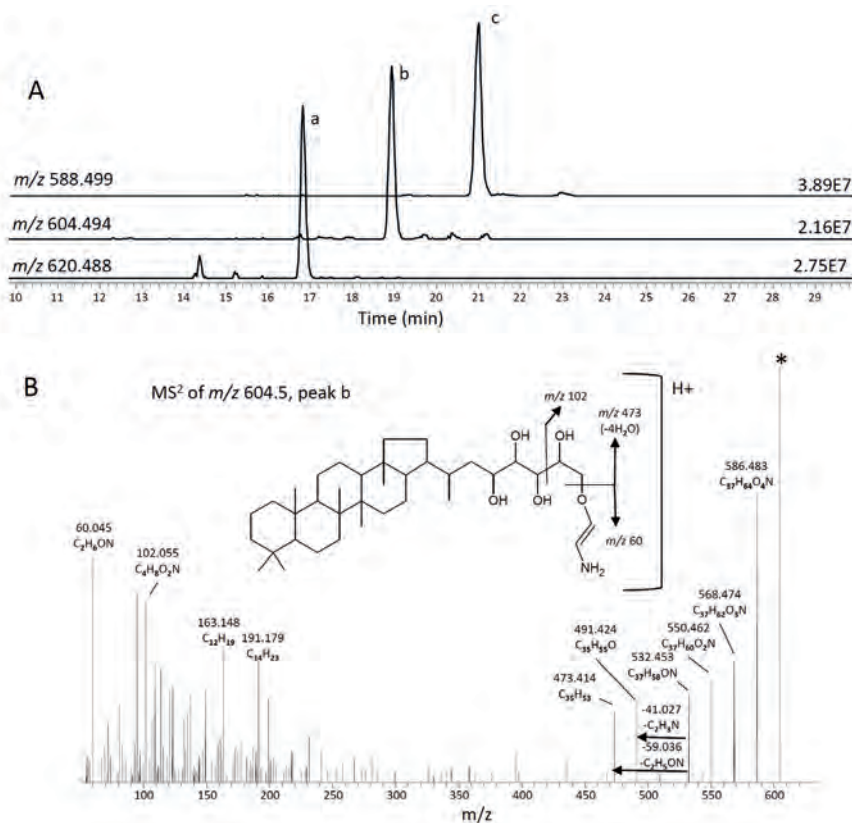 A
a
b
c
m/z 588.499
3.89E7
m/z 604.494
2.16E7
m/z 620.488
2.75E7
10 11 12 13 14 15 16 17 18 19 20 21 22 23 24 25 26 27 28 29
Time (min)
B
MS² of m/z 604.5, peak b
H+
*
m/z 102
m/z 473
(-4H₂O)
OH
OH
OH
OH
O
m/z 60
NH₂
60.045
C₂H₆ON
102.055
C₄H₈O₂N
163.148
C₁₂H₁₉
191.179
C₁₄H₂₃
473.414
C₃₅H₅₃
491.424
C₃₅H₅₅O
532.453
C₃₇H₅₈ON
550.462
C₃₇H₆₀O₂N
568.474
C₃₇H₆₂O₃N
586.483
C₃₇H₆₄O₄N
-41.027
-C₂H₃N
-59.036
-C₂H₅ON
100 150 200 250 300 350 400 450 500 550 600
m/z